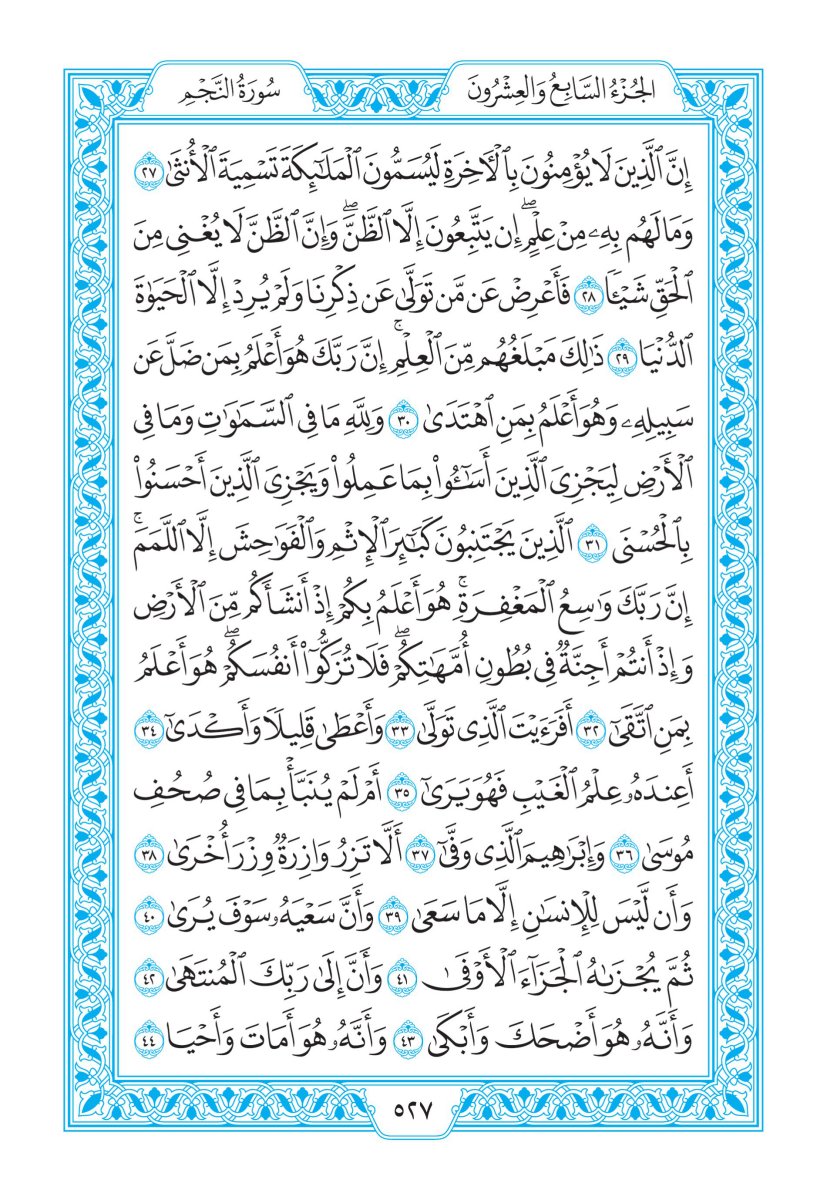 الجُزْءُ السَّابِعُ وَالعِشْرُونَ
سُورَةُ النَّجْمِ
إِنَّ ٱلَّذِينَ لَا يُؤْمِنُونَ بِٱلْأَخِرَةِ لَيُسَمُّونَ ٱلْمَلَٰٓئِكَةَ تَسْمِيَةَ ٱلْأُنثَىٰ ٢٧
وَمَا لَهُم بِهِۦ مِنْ عِلْمٍۖ إِن يَتَّبِعُونَ إِلَّا ٱلظَّنَّۖ وَإِنَّ ٱلظَّنَّ لَا يُغْنِى مِنَ
ٱلْحَقِّ شَيْـًٔا ٢٨ فَأَعْرِضْ عَن مَّن تَوَلَّىٰ عَن ذِكْرِنَا وَلَمْ يُرِدْ إِلَّا ٱلْحَيَوٰةَ
ٱلدُّنْيَا ٢٩ ذَٰلِكَ مَبْلَغُهُم مِّنَ ٱلْعِلْمِۚ إِنَّ رَبَّكَ هُوَ أَعْلَمُ بِمَن ضَلَّ عَن
سَبِيلِهِۦ وَهُوَ أَعْلَمُ بِمَنِ ٱهْتَدَىٰ ٣٠ وَلِلَّهِ مَا فِى ٱلسَّمَٰوَٰتِ وَمَا فِى
ٱلْأَرْضِ لِيَجْزِىَ ٱلَّذِينَ أَسَٰٓـُٔوا۟ بِمَا عَمِلُوا۟ وَيَجْزِىَ ٱلَّذِينَ أَحْسَنُوا۟
بِٱلْحُسْنَى ٣١ ٱلَّذِينَ يَجْتَنِبُونَ كَبَٰٓئِرَ ٱلْإِثْمِ وَٱلْفَوَٰحِشَ إِلَّا ٱللَّمَمَۚ
إِنَّ رَبَّكَ وَٰسِعُ ٱلْمَغْفِرَةِۚ هُوَ أَعْلَمُ بِكُمْ إِذْ أَنشَأَكُم مِّنَ ٱلْأَرْضِ
وَإِذْ أَنتُمْ أَجِنَّةٌ فِى بُطُونِ أُمَّهَٰتِكُمْۖ فَلَا تُزَكُّوٓا۟ أَنفُسَكُمْۖ هُوَ أَعْلَمُ
بِمَنِ ٱتَّقَىٰٓ ٣٢ أَفَرَءَيْتَ ٱلَّذِى تَوَلَّىٰ ٣٣ وَأَعْطَىٰ قَلِيلًا وَأَكْدَىٰٓ ٣٤
أَعِندَهُۥ عِلْمُ ٱلْغَيْبِ فَهُوَ يَرَىٰٓ ٣٥ أَمْ لَمْ يُنَبَّأْ بِمَا فِى صُحُفِ
مُوسَىٰ ٣٦ وَإِبْرَٰهِيمَ ٱلَّذِى وَفَّىٰٓ ٣٧ أَلَّا تَزِرُ وَازِرَةٌ وِزْرَ أُخْرَىٰ ٣٨
وَأَن لَّيْسَ لِلْإِنسَٰنِ إِلَّا مَا سَعَىٰ ٣٩ وَأَنَّ سَعْيَهُۥ سَوْفَ يُرَىٰ ٤٠
ثُمَّ يُجْزَىٰهُ ٱلْجَزَآءَ ٱلْأَوْفَىٰ ٤١ وَأَنَّ إِلَىٰ رَبِّكَ ٱلْمُنتَهَىٰ ٤٢
وَأَنَّهُۥ هُوَ أَضْحَكَ وَأَبْكَىٰ ٤٣ وَأَنَّهُۥ هُوَ أَمَاتَ وَأَحْيَا ٤٤
٥٢٧